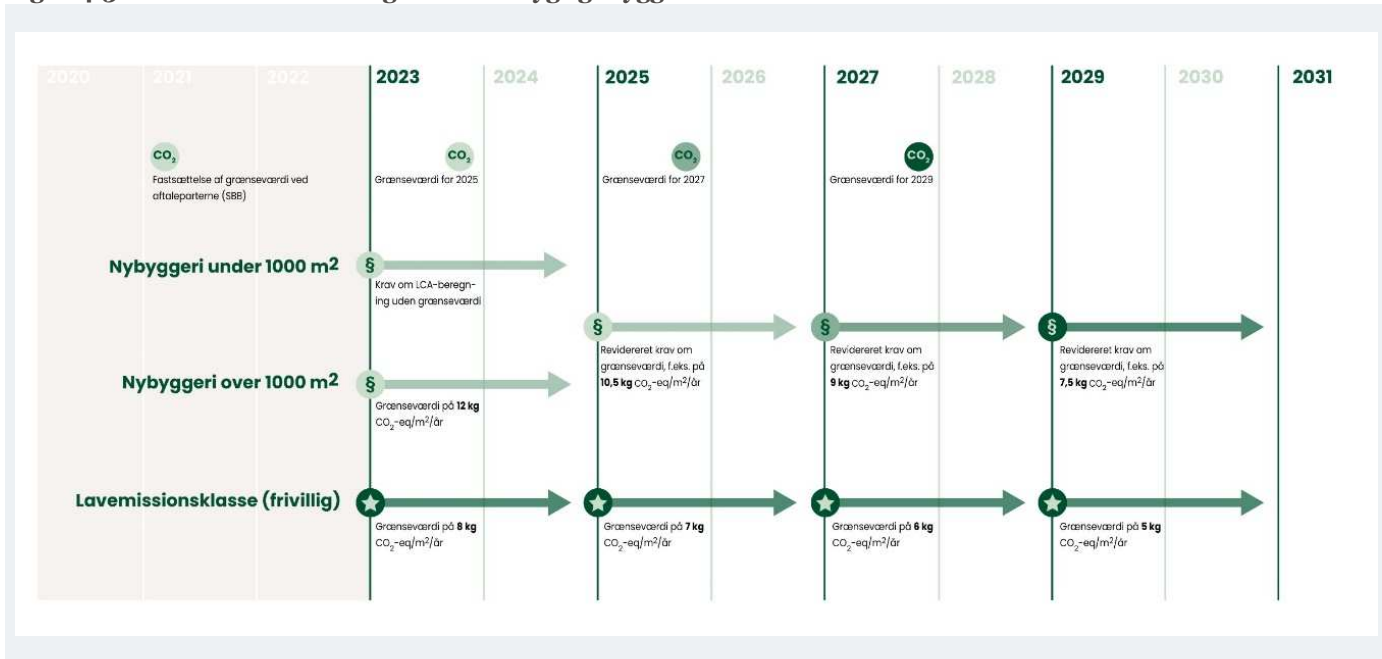 2020 2021 2022 2023 2024 2025 2026 2027 2028 2029 2030 2031
CO₂
Fastsættelse af grænseværdi ved
aftaleparterne (SBB)
CO₂
Grænseværdi for 2025
CO₂
Grænseværdi for 2027
CO₂
Grænseværdi for 2029
Nybyggeri under 1000 m²
§
Krav om LCA-beregn-
ing uden grænseværdi
§
Revidereret krav om
grænseværdi, f.eks. på
10,5 kg CO₂-eq/m²/år
§
Revidereret krav om
grænseværdi, f.eks. på
9 kg CO₂-eq/m²/år
§
Revidereret krav om
grænseværdi, f.eks. på
7,5 kg CO₂-eq/m²/år
Nybyggeri over 1000 m²
§
Grænseværdi på 12 kg
CO₂-eq/m²/år
Lavemissionsklasse (frivillig)
Grænseværdi på 8 kg
CO₂-eq/m²/år
Grænseværdi på 7 kg
CO₂-eq/m²/år
Grænseværdi på 6 kg
CO₂-eq/m²/år
Grænseværdi på 5 kg
CO₂-eq/m²/år